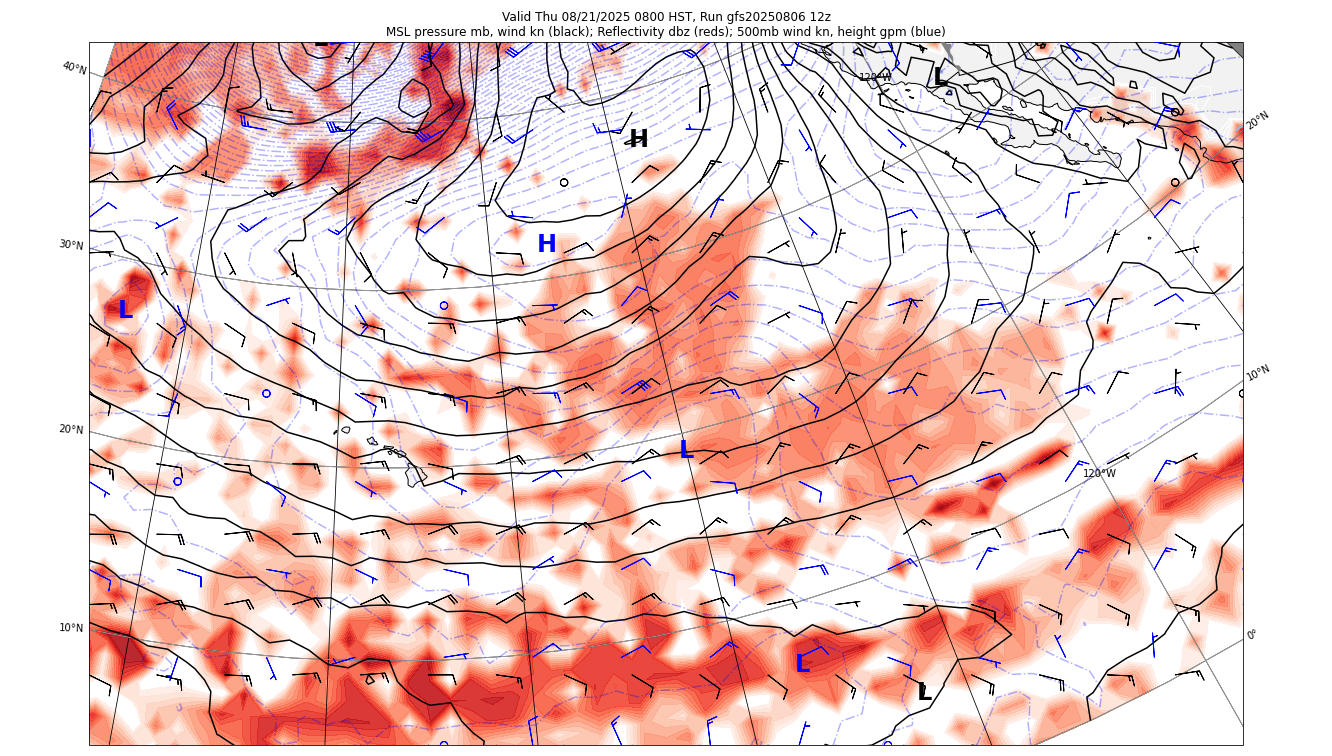 Valid Thu 08/21/2025 0800 HST, Run gfs20250806 12z
MSL pressure mb, wind kn (black); Reflectivity dbz (reds); 500mb wind kn, height gpm (blue)
L
40°N
120°W
L
20°N
H
30°N
H
L
10°N
20°N
L
120°W
10°N
0°
L
L